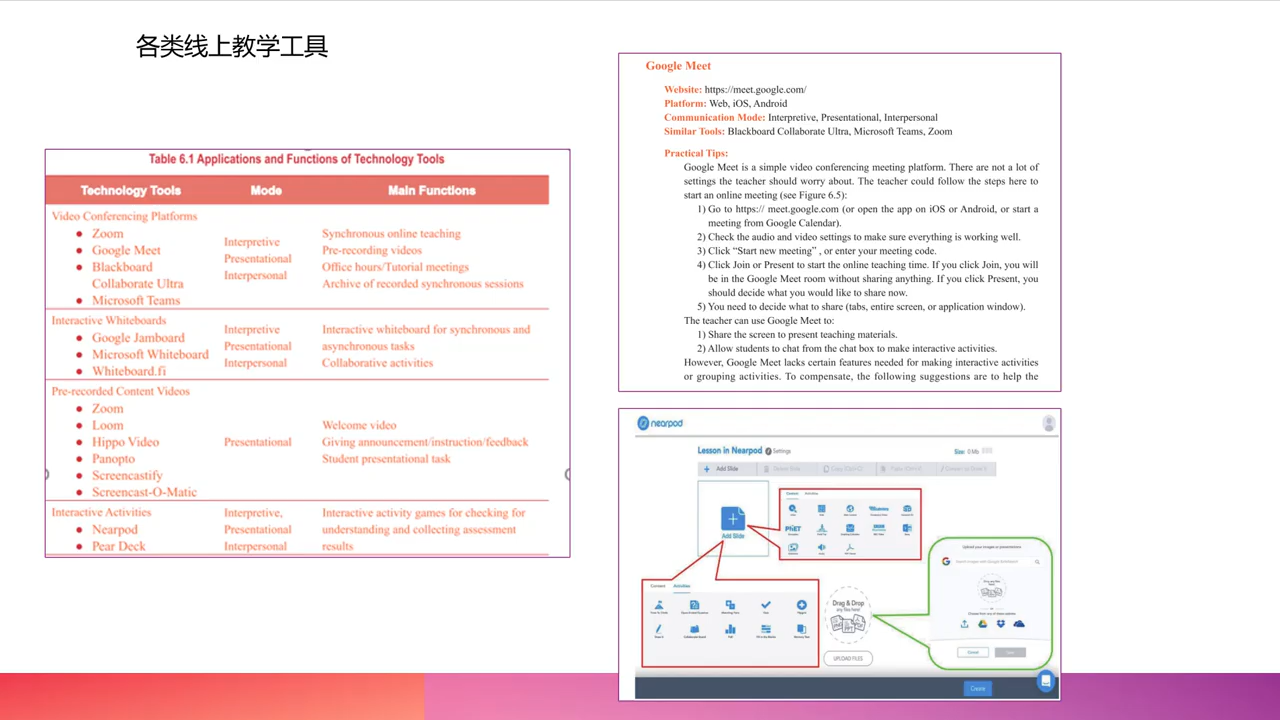 各类线上教学工具
Table 6.1 Applications and Functions of Technology Tools
Technology Tools Mode Main Functions
Video Conferencing Platforms
Zoom
Google Meet
Blackboard
Collaborate Ultra
Microsoft Teams
Interpretive
Presentational
Interpersonal
Synchronous online teaching
Pre-recording videos
Office hours/Tutorial meetings
Archive of recorded synchronous sessions
Interactive Whiteboards
Google Jamboard
Microsoft Whiteboard
Whiteboard.fi
Interpretive
Presentational
Interpersonal
Interactive whiteboard for synchronous and
asynchronous tasks
Collaborative activities
Pre-recorded Content Videos
Zoom
Loom
Hippo Video
Panopto
Screencastify
Screencast-O-Matic
Presentational
Welcome video
Giving announcement/instruction/feedback
Student presentational task
Interactive Activities
Nearpod
Pear Deck
Interpretive,
Presentational
Interpersonal
Interactive activity games for checking for
understanding and collecting assessment
results
Google Meet
Website: https://meet.google.com/
Platform: Web, iOS, Android
Communication Mode: Interpretive, Presentational, Interpersonal
Similar Tools: Blackboard Collaborate Ultra, Microsoft Teams, Zoom
Practical Tips:
Google Meet is a simple video conferencing meeting platform. There are not a lot of
settings the teacher should worry about. The teacher could follow the steps here to
start an online meeting (see Figure 6.5):
1) Go to https:// meet.google.com (or open the app on iOS or Android, or start a
meeting from Google Calendar).
2) Check the audio and video settings to make sure everything is working well.
3) Click “Start new meeting” , or enter your meeting code.
4) Click Join or Present to start the online teaching time. If you click Join, you will
be in the Google Meet room without sharing anything. If you click Present, you
should decide what you would like to share now.
5) You need to decide what to share (tabs, entire screen, or application window).
The teacher can use Google Meet to:
1) Share the screen to present teaching materials.
2) Allow students to chat from the chat box to make interactive activities.
However, Google Meet lacks certain features needed for making interactive activities
or grouping activities. To compensate, the following suggestions are to help the
nearpod
Lesson in Nearpod Settings
Size: 0 Mb
Add Slide
Add Slide
Content Activities
PhET
Content Activities
Drag & Drop
any files here!
UPLOAD FILES
Upload your images or presentations
Cancel
Create